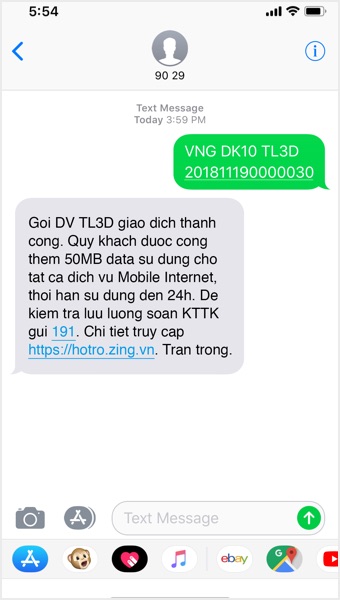 5:54
90 29
Text Message
Today 3:59 PM
VNG DK10 TL3D
201811190000030
Goi DV TL3D giao dich thanh
cong. Quy khach duoc cong
them 50MB data su dung cho
tat ca dich vu Mobile Internet,
thoi han su dung den 24h. De
kiem tra luu luong soan KTTK
gui 191. Chi tiet truy cap
https://hotro.zing.vn. Tran trong.
Text Message
ebay